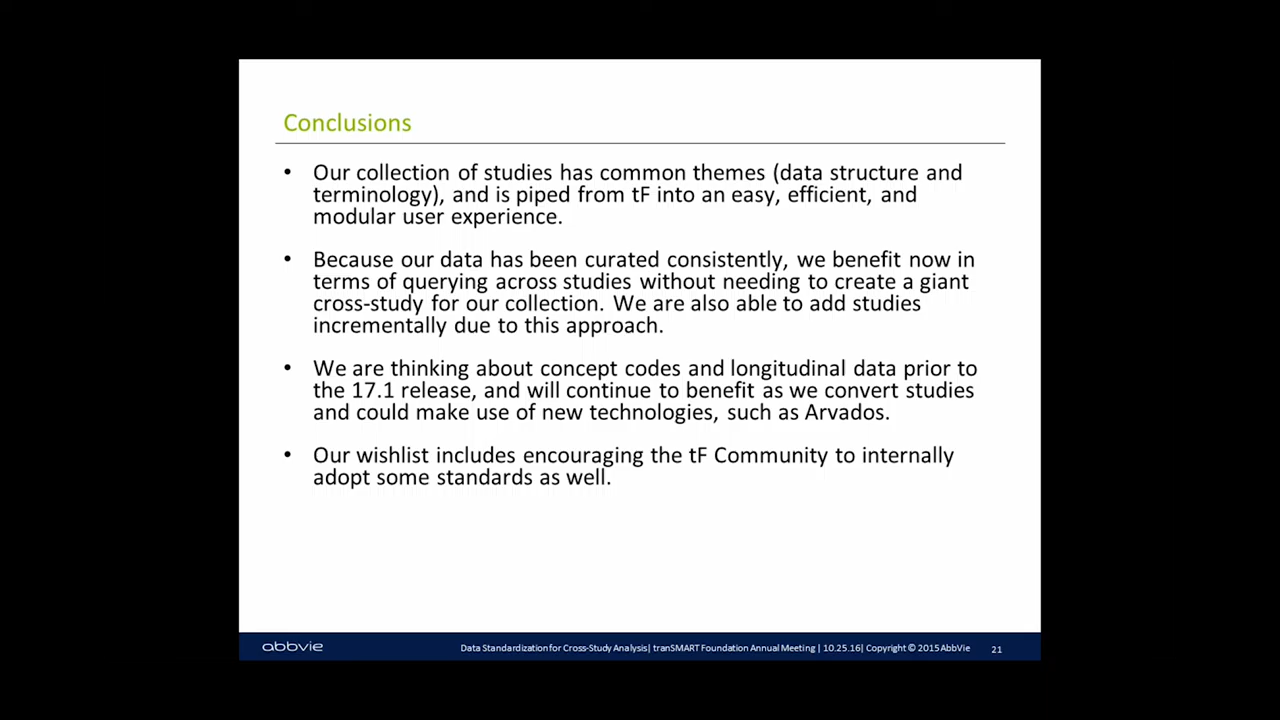 Conclusions
• Our collection of studies has common themes (data structure and
terminology), and is piped from tF into an easy, efficient, and
modular user experience.
• Because our data has been curated consistently, we benefit now in
terms of querying across studies without needing to create a giant
cross-study for our collection. We are also able to add studies
incrementally due to this approach.
• We are thinking about concept codes and longitudinal data prior to
the 17.1 release, and will continue to benefit as we convert studies
and could make use of new technologies, such as Arvados.
• Our wishlist includes encouraging the tF Community to internally
adopt some standards as well.
abbvie
Data Standardization for Cross-Study Analysis| tranSMART Foundation Annual Meeting | 10.25.16| Copyright © 2015 AbbVie
21